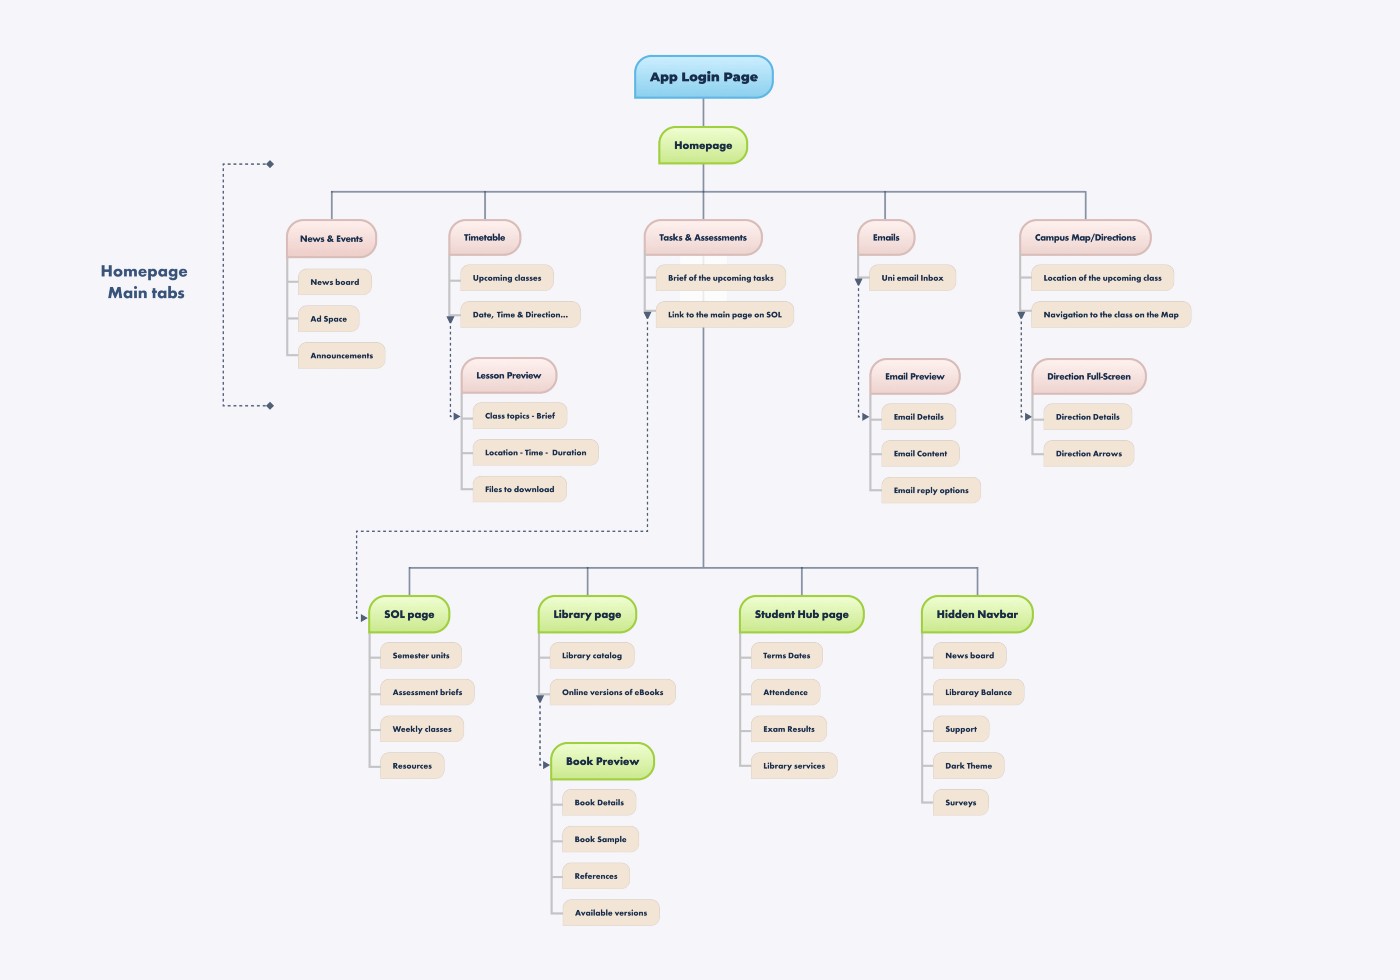 App Login Page
Homepage
Homepage
Main tabs
News & Events
News board
Ad Space
Announcements
Timetable
Upcoming classes
Date, Time & Direction...
Lesson Preview
Class topics - Brief
Location - Time - Duration
Files to download
Tasks & Assessments
Brief of the upcoming tasks
Link to the main page on SOL
Emails
Uni email Inbox
Email Preview
Email Details
Email Content
Email reply options
Campus Map/Directions
Location of the upcoming class
Navigation to the class on the Map
Direction Full-Screen
Direction Details
Direction Arrows
SOL page
Semester units
Assessment briefs
Weekly classes
Resources
Library page
Library catalog
Online versions of eBooks
Book Preview
Book Details
Book Sample
References
Available versions
Student Hub page
Terms Dates
Attendence
Exam Results
Library services
Hidden Navbar
News board
Libraray Balance
Support
Dark Theme
Surveys